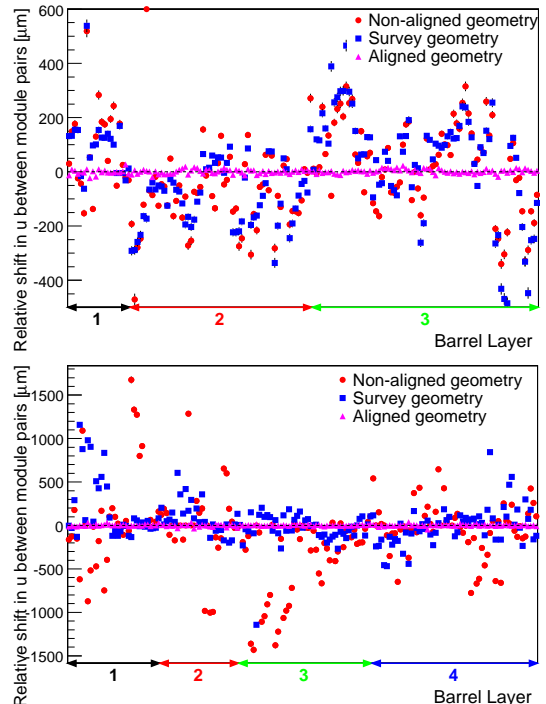 Relative shift in u between module pairs [μm]
600
400
200
0
-200
-400
Non-aligned geometry
Survey geometry
Aligned geometry
1
2
3
Barrel Layer
Relative shift in u between module pairs [μm]
1500
1000
500
0
-500
1000
1500
Non-aligned geometry
Survey geometry
Aligned geometry
1
2
3
4
Barrel Layer